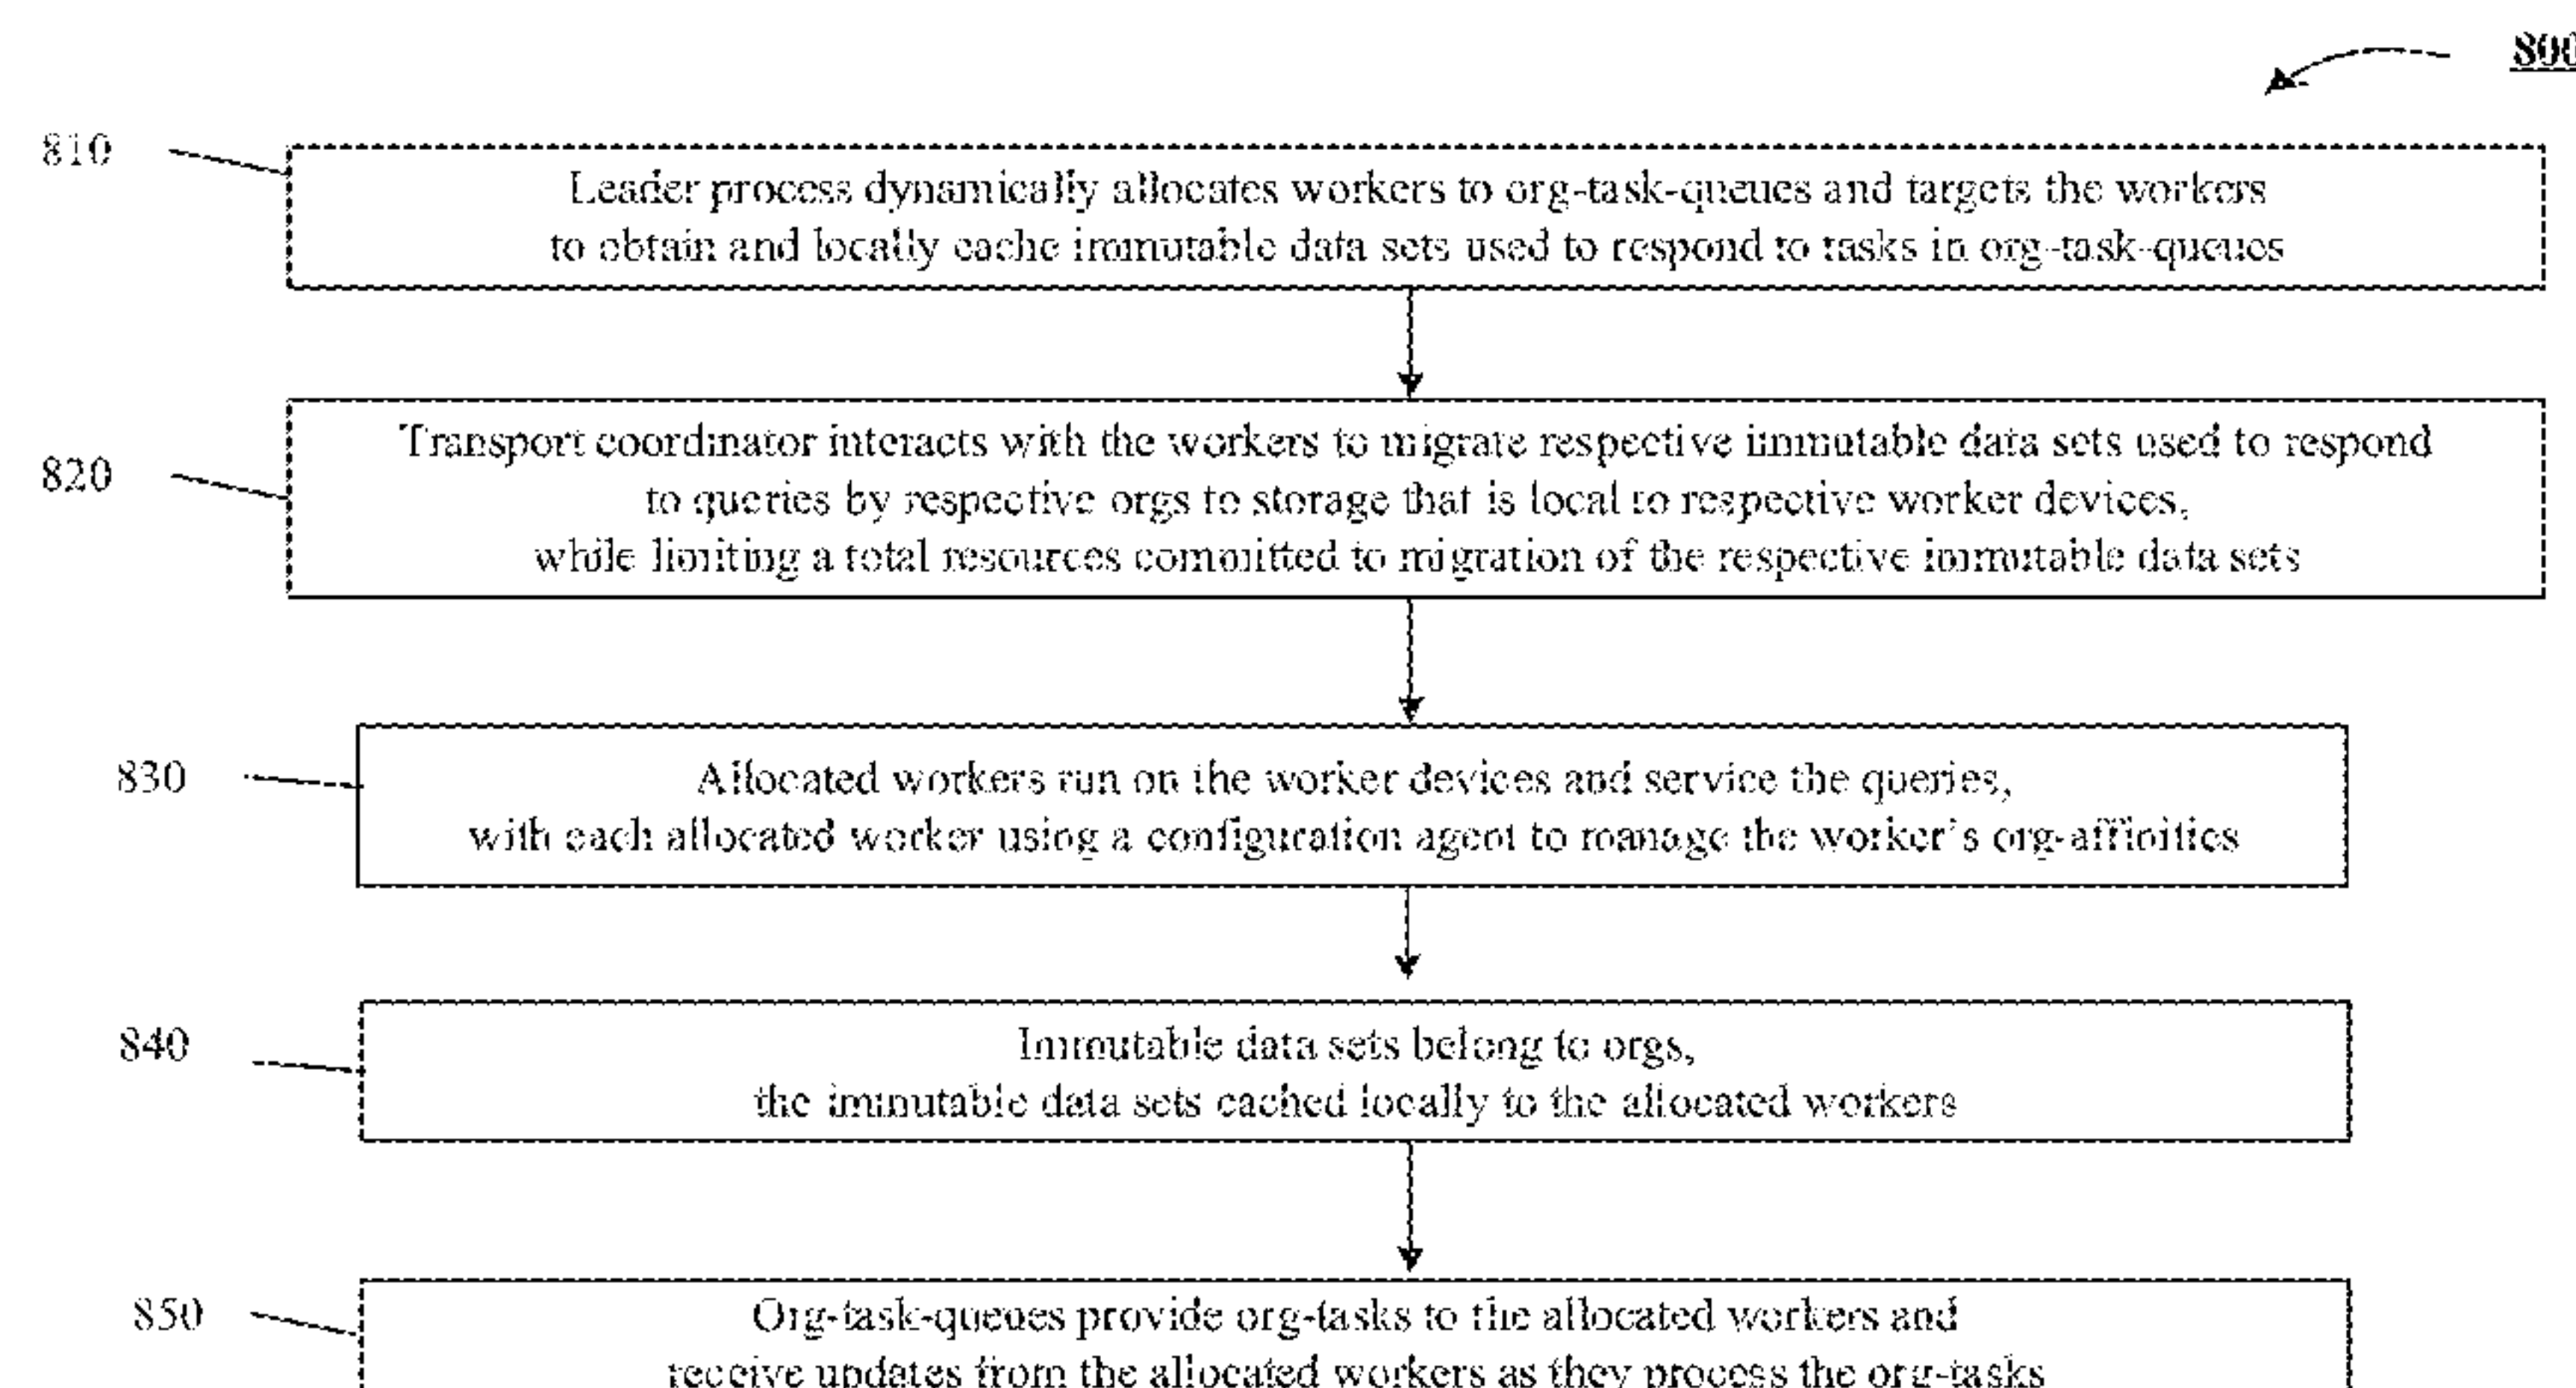 800
810
Leader process dynamically allocates workers to org-task-queues and targets the workers
to obtain and locally cache immutable data sets used to respond to tasks in org-task-queues
820
Transport coordinator interacts with the workers to migrate respective immutable data sets used to respond
to queries by respective orgs to storage that is local to respective worker devices,
while limiting a total resources committed to migration of the respective immutable data sets
830
Allocated workers run on the worker devices and service the queries,
with each allocated worker using a configuration agent to manage the worker's org-affinities
840
Immutable data sets belong to orgs,
the immutable data sets cached locally to the allocated workers
850
Org-task-queues provide org-tasks to the allocated workers and
receive updates from the allocated workers as they process the org-tasks